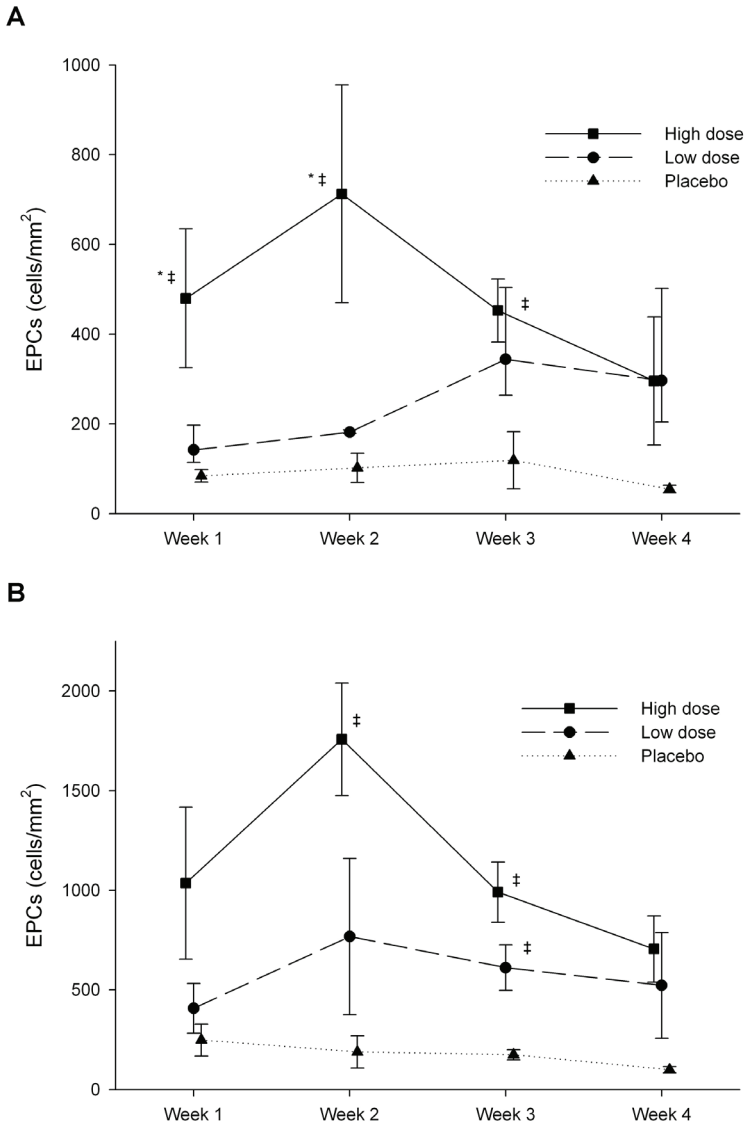 A
1000
High dose
800
Low dose
Placebo
* ‡
600
* ‡
‡
EPCs (cells/mm²)
400
200
0
Week 1 Week 2 Week 3 Week 4
B
2000
High dose
‡
Low dose
Placebo
1500
EPCs (cells/mm²)
1000
‡
‡
500
0
Week 1 Week 2 Week 3 Week 4